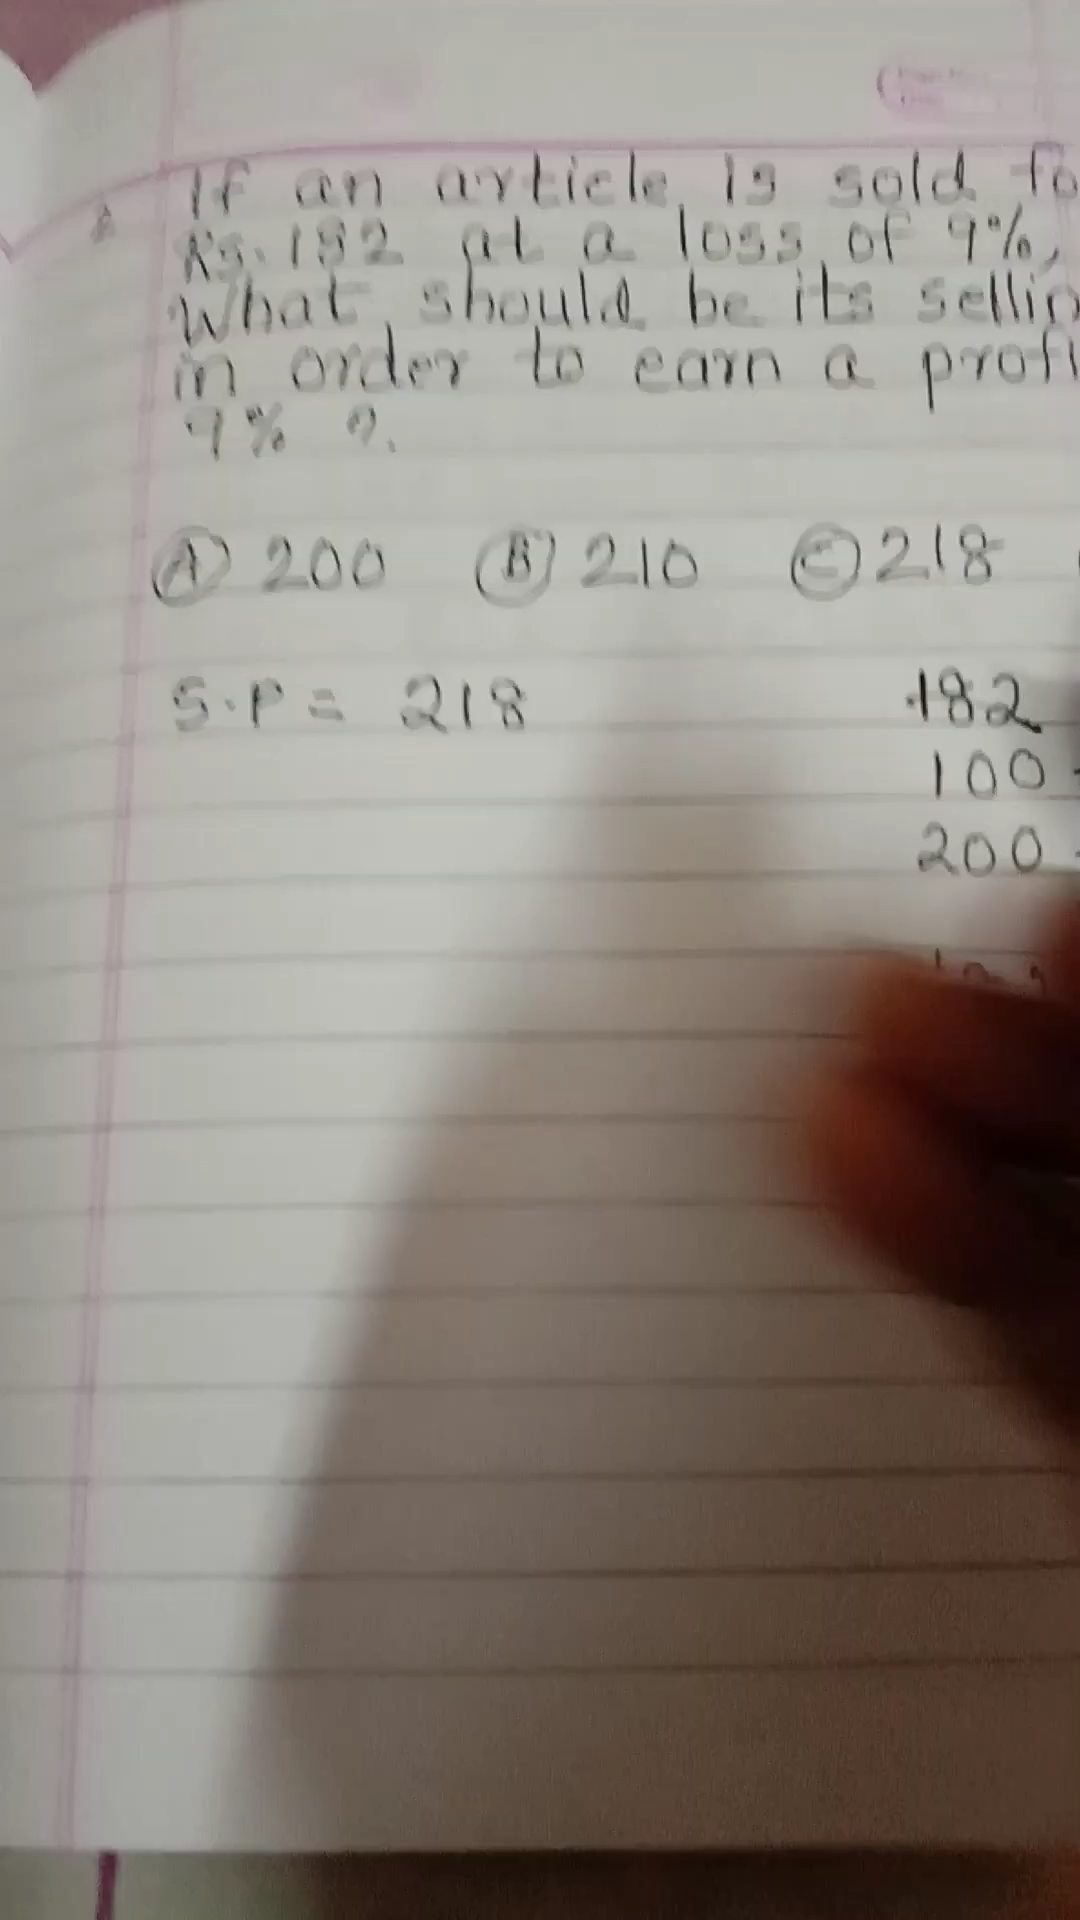 If an article is sold fo
Rs. 182 at a loss of 9%,
What should be its sellin
in order to earn a profi
9% ?.
A 200 B 210 C 218
S.P = 218
182
100
200